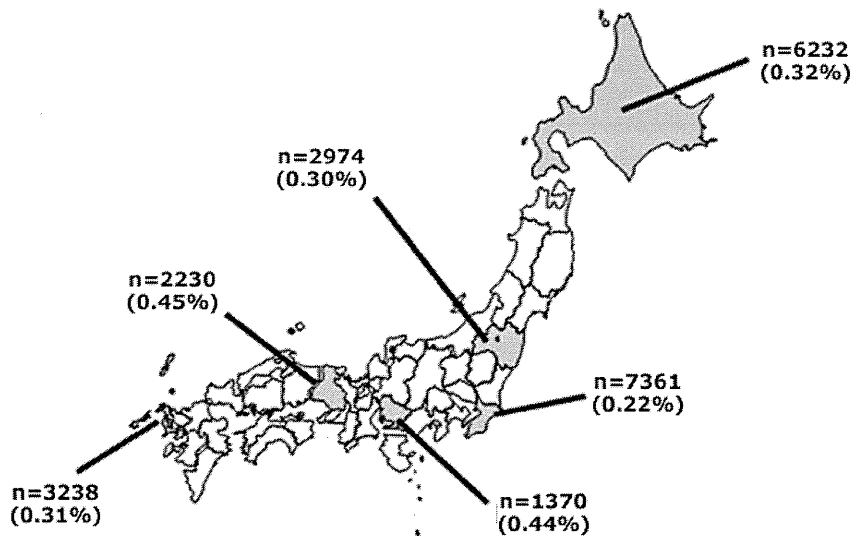 n=6232
(0.32%)
n=2974
(0.30%)
n=2230
(0.45%)
n=7361
(0.22%)
n=3238
(0.31%)
n=1370
(0.44%)